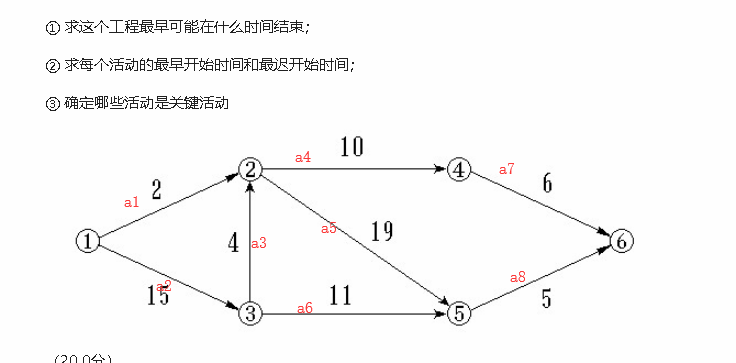 ① 求这个工程最早可能在什么时间结束；
② 求每个活动的最早开始时间和最迟开始时间；
③ 确定哪些活动是关键活动
a4 10
② ④ a7
2 6
a1 a5 19
① 4 a3 ⑥
a2
15 11 a8
③ a6 ⑤ 5
(20.0分)